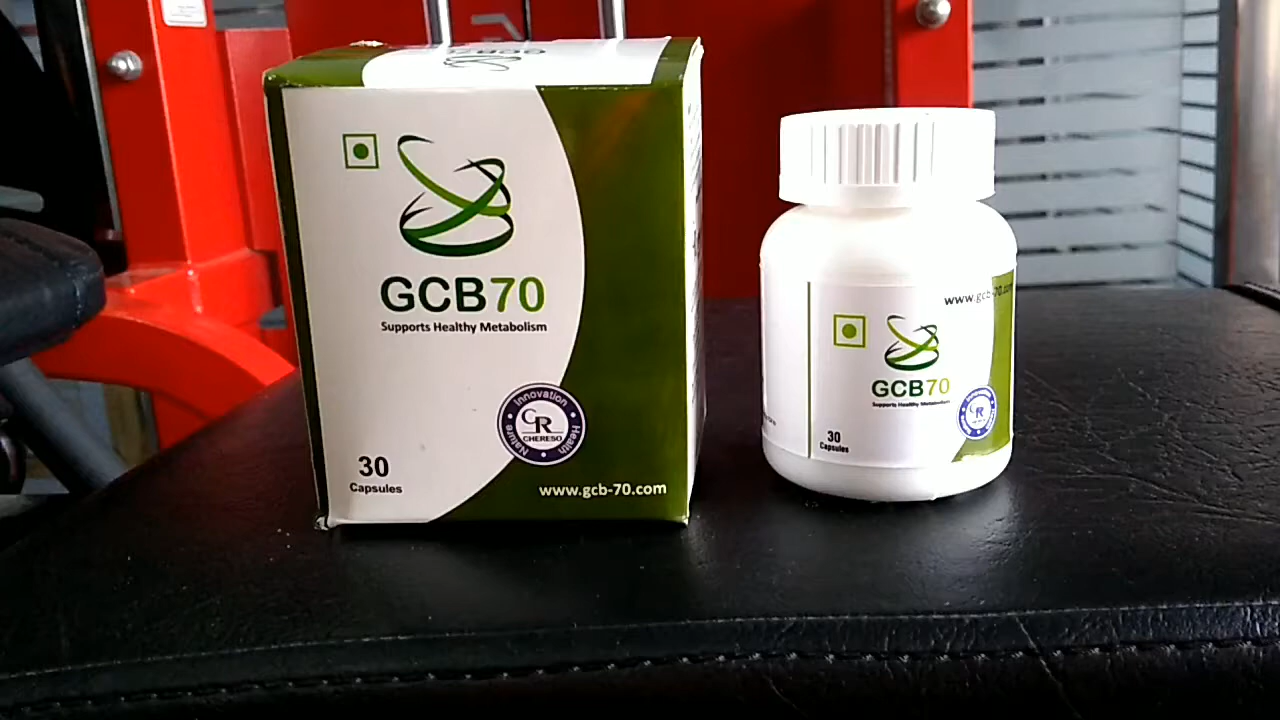 GCB70
GCB70
Supports Healthy Metabolism
Innovation
Nature
Health
CR
CHERESO
30
Capsules
www.gcb-70.com
www.gcb-70.com
GCB70
Supports Healthy Metabolism
30
Capsules